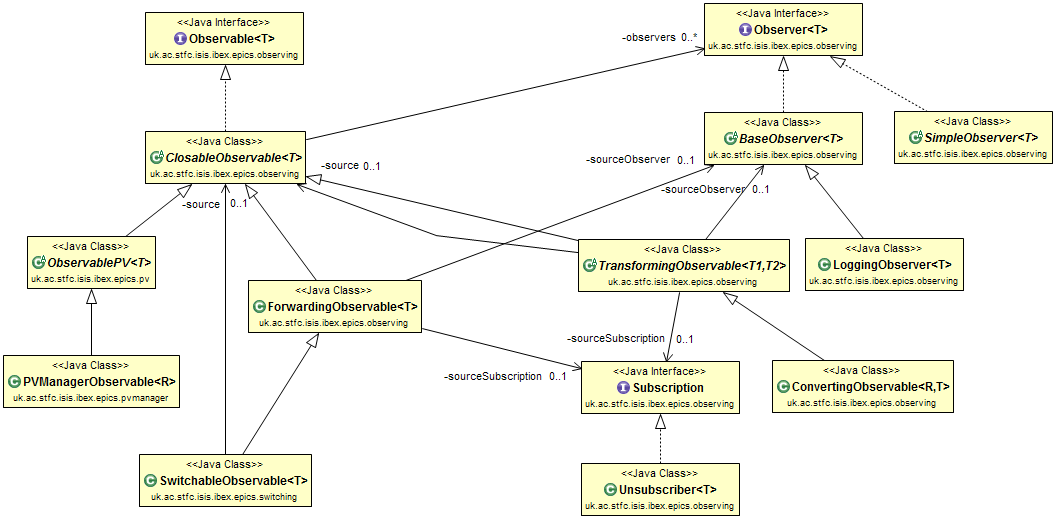 <<Java Interface>>
Observable<T>
uk.ac.stfc.isis.ibex.epics.observing
<<Java Interface>>
Observer<T>
uk.ac.stfc.isis.ibex.epics.observing
-observers 0..*
<<Java Class>>
ClosableObservable<T>
uk.ac.stfc.isis.ibex.epics.observing
<<Java Class>>
BaseObserver<T>
uk.ac.stfc.isis.ibex.epics.observing
<<Java Class>>
SimpleObserver<T>
uk.ac.stfc.isis.ibex.epics.observing
-source 0..1
-sourceObserver 0..1
-sourceObserver 0..1
-source 0..1
<<Java Class>>
ObservablePV<T>
uk.ac.stfc.isis.ibex.epics.pv
<<Java Class>>
ForwardingObservable<T>
uk.ac.stfc.isis.ibex.epics.observing
<<Java Class>>
TransformingObservable<T1,T2>
uk.ac.stfc.isis.ibex.epics.observing
<<Java Class>>
LoggingObserver<T>
uk.ac.stfc.isis.ibex.epics.observing
-sourceSubscription 0..1
-sourceSubscription 0..1
<<Java Class>>
PVManagerObservable<R>
uk.ac.stfc.isis.ibex.epics.pvmanager
<<Java Interface>>
Subscription
uk.ac.stfc.isis.ibex.epics.observing
<<Java Class>>
ConvertingObservable<R,T>
uk.ac.stfc.isis.ibex.epics.observing
<<Java Class>>
SwitchableObservable<T>
uk.ac.stfc.isis.ibex.epics.switching
<<Java Class>>
Unsubscriber<T>
uk.ac.stfc.isis.ibex.epics.observing